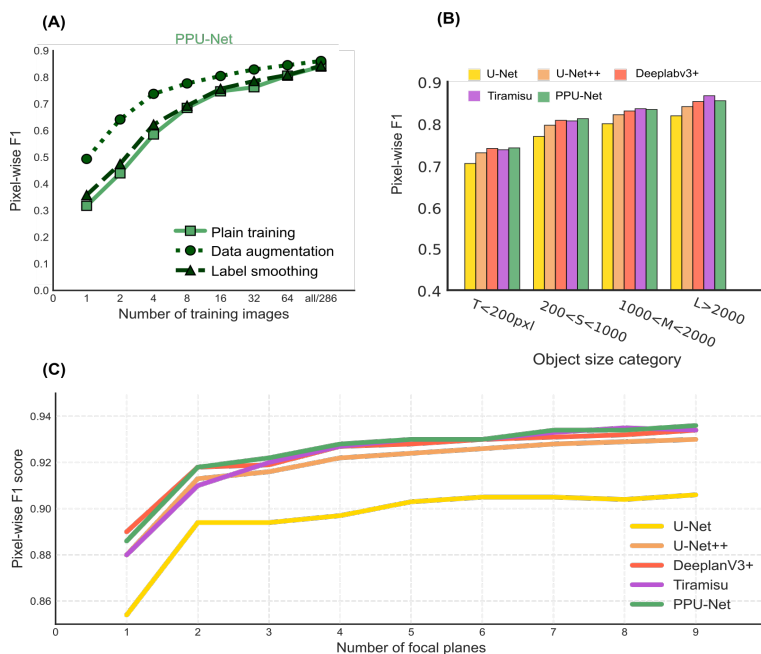 (A)
PPU-Net
Pixel-wise F1
0.9
0.8
0.7
0.6
0.5
0.4
0.3
0.2
0.1
0.0
Plain training
Data augmentation
Label smoothing
0 1 2 4 8 16 32 64 all/286
Number of training images
(B)
U-Net U-Net++ Deeplabv3+
Tiramisu PPU-Net
Pixel-wise F1
0.9
0.8
0.7
0.6
0.5
0.4
T<200pxl 200<S<1000 1000<M<2000 L>2000
Object size category
(C)
Pixel-wise F1 score
0.94
0.92
0.90
0.88
0.86
U-Net
U-Net++
DeeplanV3+
Tiramisu
PPU-Net
0 1 2 3 4 5 6 7 8 9
Number of focal planes